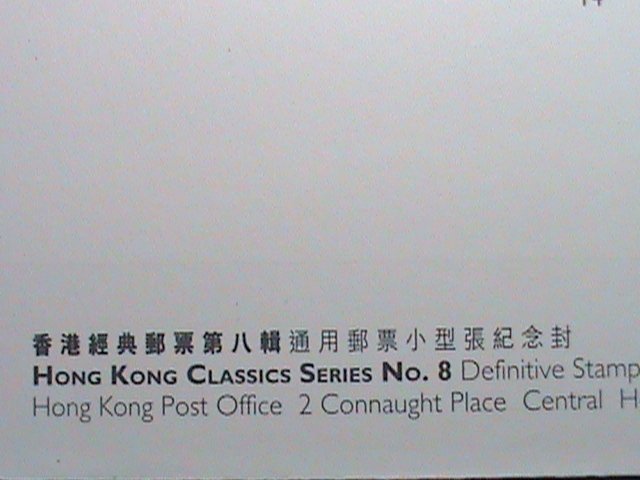 香港經典郵票第八輯通用郵票小型張紀念封
HONG KONG CLASSICS SERIES NO. 8 Definitive Stamp
Hong Kong Post Office 2 Connaught Place Central H